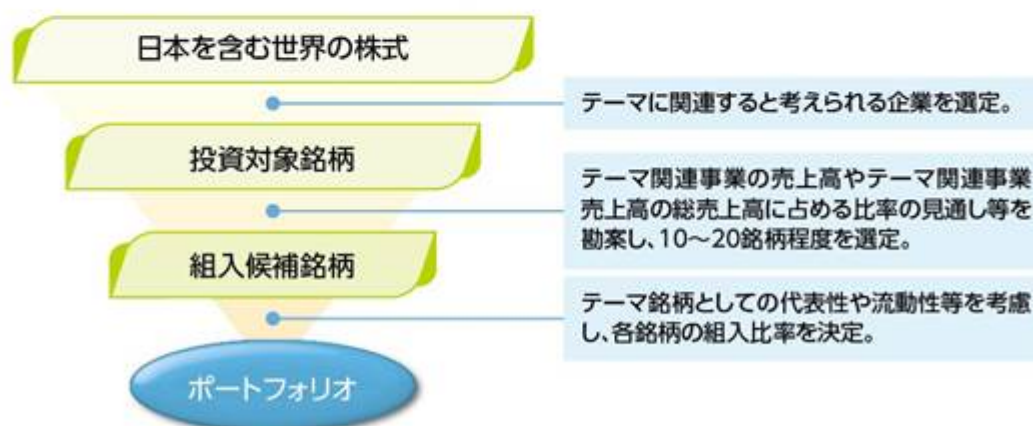 日本を含む世界の株式
テーマに関連すると考えられる企業を選定。
投資対象銘柄
テーマ関連事業の売上高やテーマ関連事業
売上高の総売上高に占める比率の見通し等を
勘案し、10～20銘柄程度を選定。
組入候補銘柄
テーマ銘柄としての代表性や流動性等を考慮
し、各銘柄の組入比率を決定。
ポートフォリオ